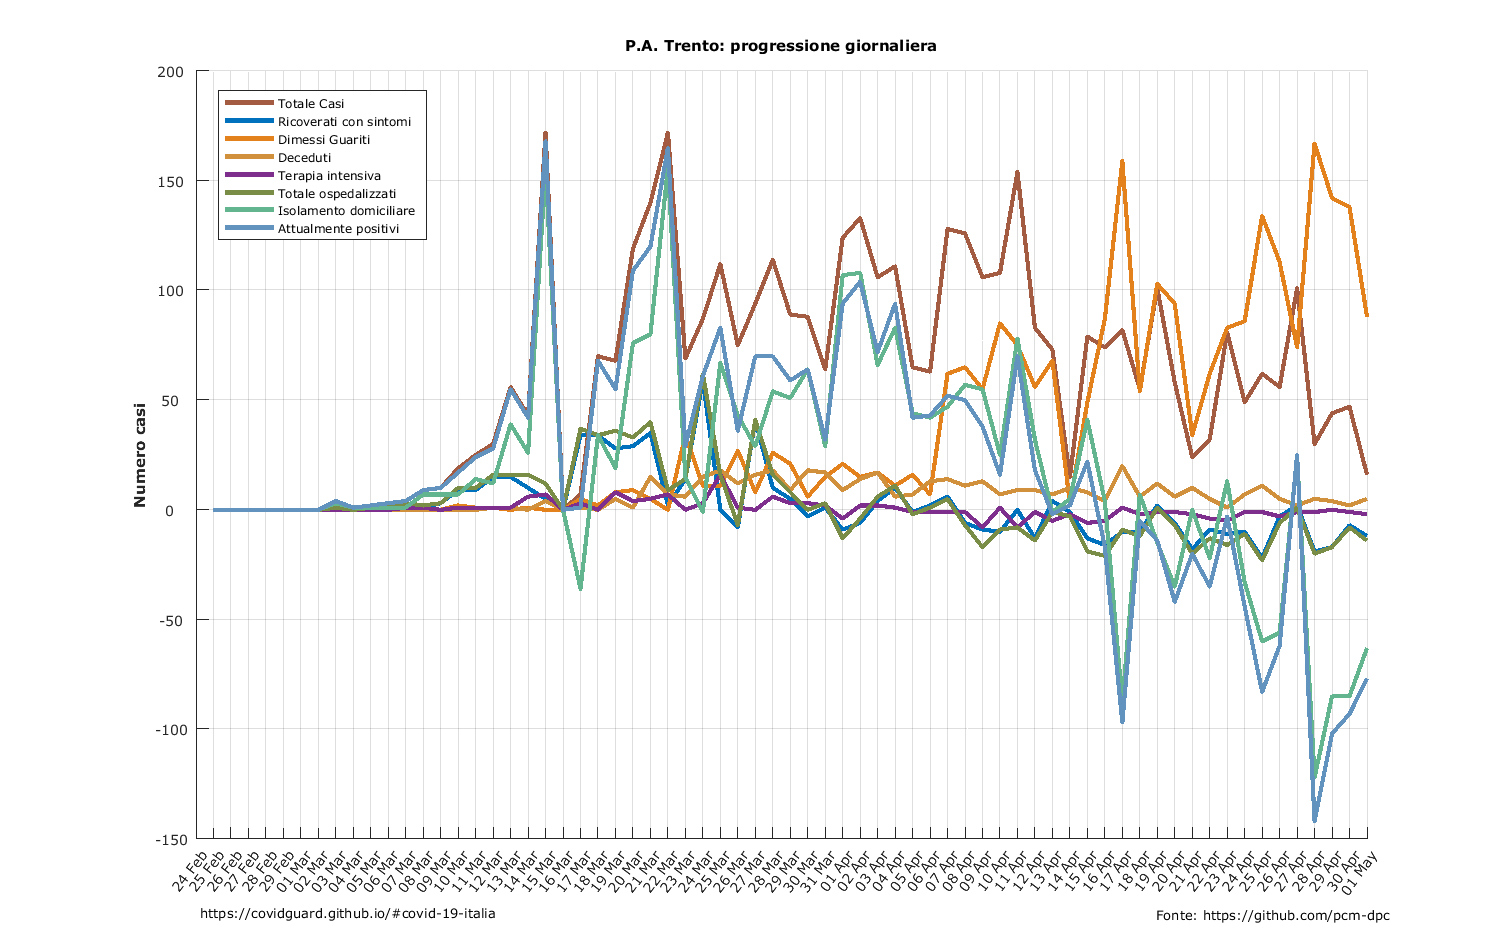 P.A. Trento: progressione giornaliera
Numero casi
200
150
100
50
0
-50
-100
-150
Totale Casi
Ricoverati con sintomi
Dimessi Guariti
Deceduti
Terapia intensiva
Totale ospedalizzati
Isolamento domiciliare
Attualmente positivi
24 Feb
25 Feb
26 Feb
27 Feb
28 Feb
29 Feb
01 Mar
02 Mar
03 Mar
04 Mar
05 Mar
06 Mar
07 Mar
08 Mar
09 Mar
10 Mar
11 Mar
12 Mar
13 Mar
14 Mar
15 Mar
16 Mar
17 Mar
18 Mar
19 Mar
20 Mar
21 Mar
22 Mar
23 Mar
24 Mar
25 Mar
26 Mar
27 Mar
28 Mar
29 Mar
30 Mar
31 Mar
01 Apr
02 Apr
03 Apr
04 Apr
05 Apr
06 Apr
07 Apr
08 Apr
09 Apr
10 Apr
11 Apr
12 Apr
13 Apr
14 Apr
15 Apr
16 Apr
17 Apr
18 Apr
19 Apr
20 Apr
21 Apr
22 Apr
23 Apr
24 Apr
25 Apr
26 Apr
27 Apr
28 Apr
29 Apr
30 Apr
01 May
https://covidguard.github.io/#covid-19-italia
Fonte: https://github.com/pcm-dpc